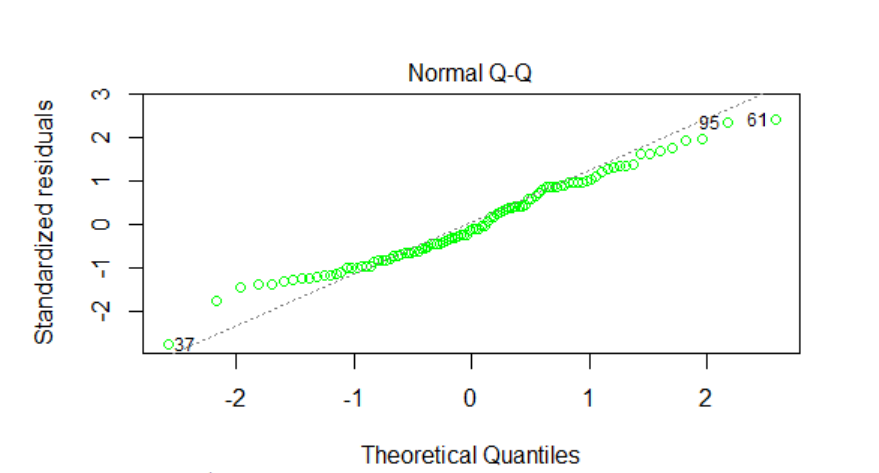 Normal Q-Q
Standardized residuals
3
2
1
0
-1
-2
95
61
37
-2 -1 0 1 2
Theoretical Quantiles